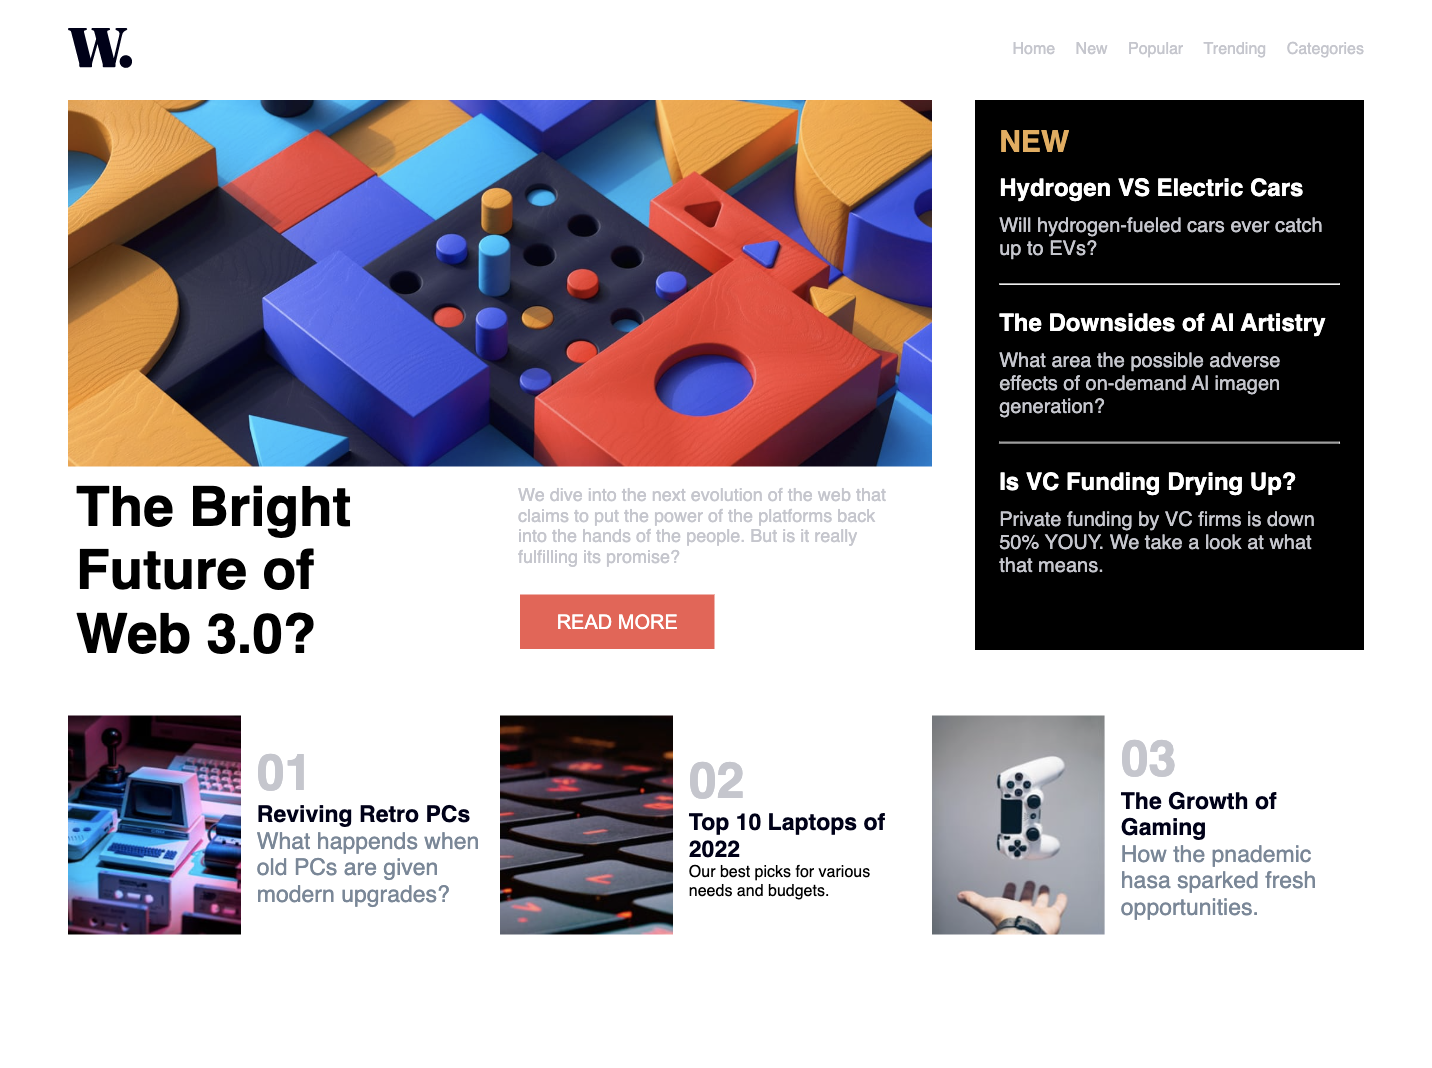 W.
Home New Popular Trending Categories
The Bright
Future of
Web 3.0?
We dive into the next evolution of the web that
claims to put the power of the platforms back
into the hands of the people. But is it really
fulfilling its promise?
READ MORE
NEW
Hydrogen VS Electric Cars
Will hydrogen-fueled cars ever catch
up to EVs?
The Downsides of AI Artistry
What area the possible adverse
effects of on-demand AI imagen
generation?
Is VC Funding Drying Up?
Private funding by VC firms is down
50% YOUY. We take a look at what
that means.
01
Reviving Retro PCs
What happends when
old PCs are given
modern upgrades?
02
Top 10 Laptops of
2022
Our best picks for various
needs and budgets.
03
The Growth of
Gaming
How the pnademic
hasa sparked fresh
opportunities.